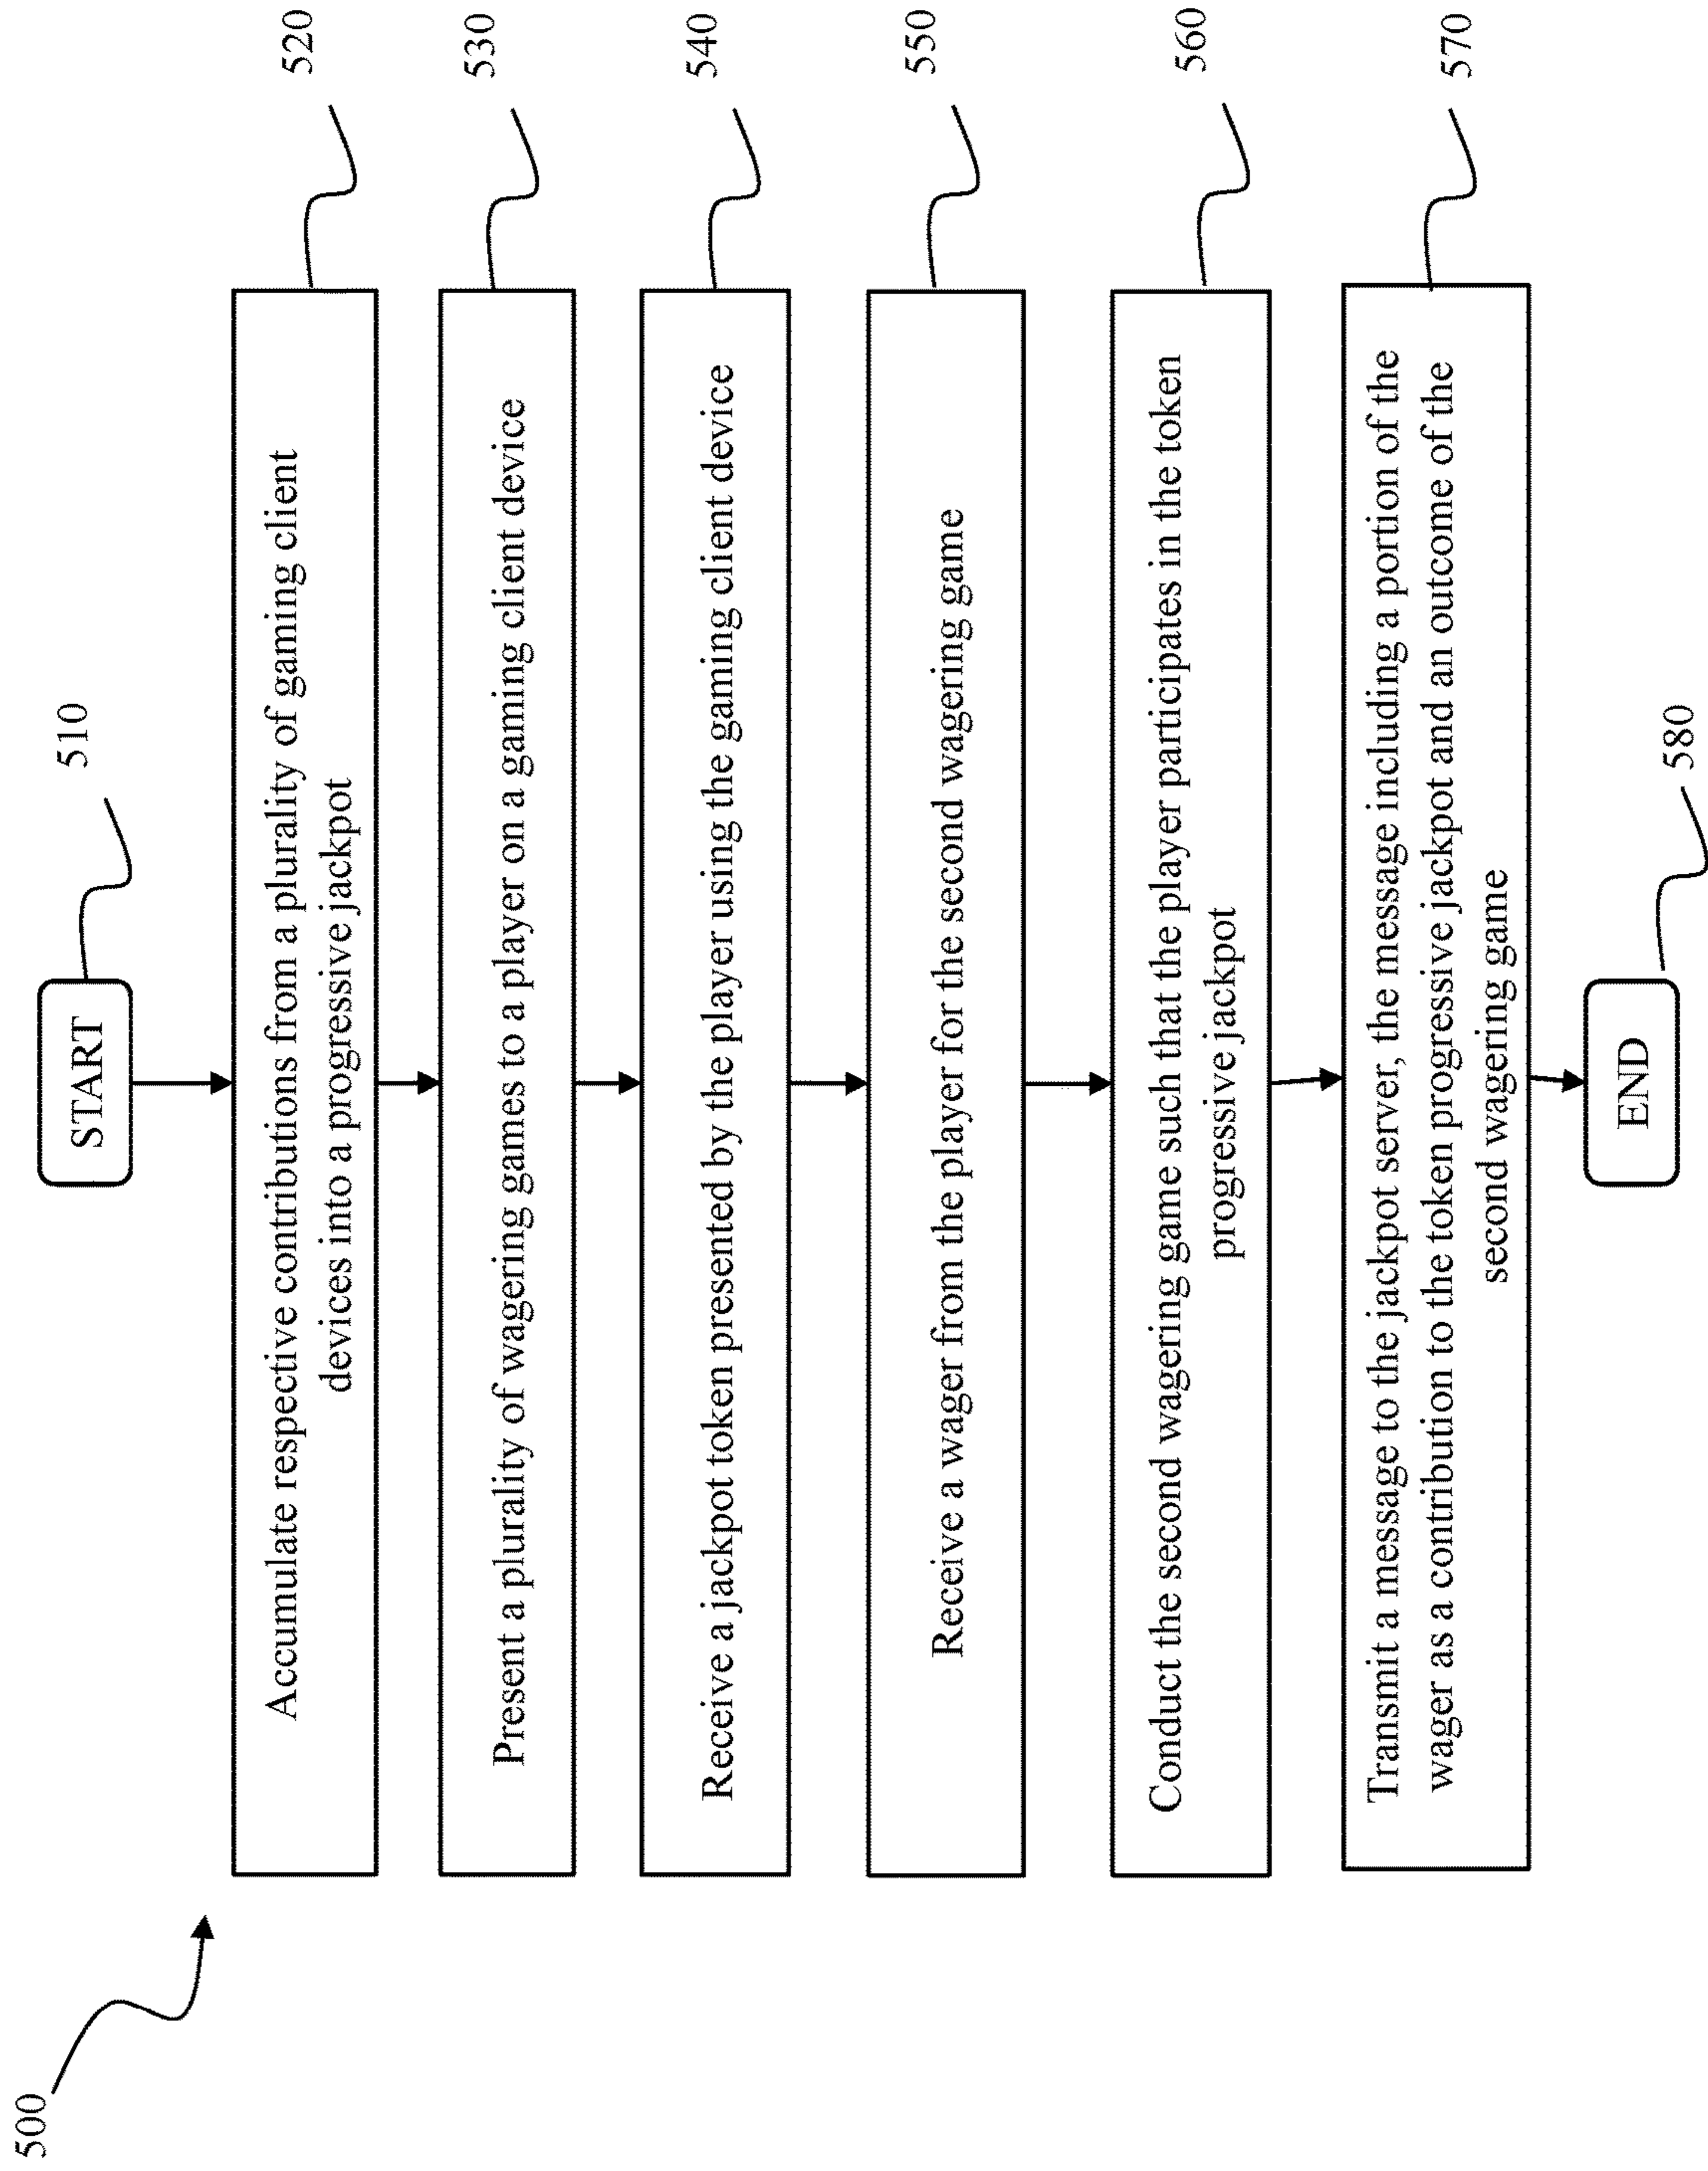 500
START
510
Accumulate respective contributions from a plurality of gaming client
devices into a progressive jackpot
520
Present a plurality of wagering games to a player on a gaming client device
530
Receive a jackpot token presented by the player using the gaming client device
540
Receive a wager from the player for the second wagering game
550
Conduct the second wagering game such that the player participates in the token
progressive jackpot
560
Transmit a message to the jackpot server, the message including a portion of the
wager as a contribution to the token progressive jackpot and an outcome of the
second wagering game
570
END
580